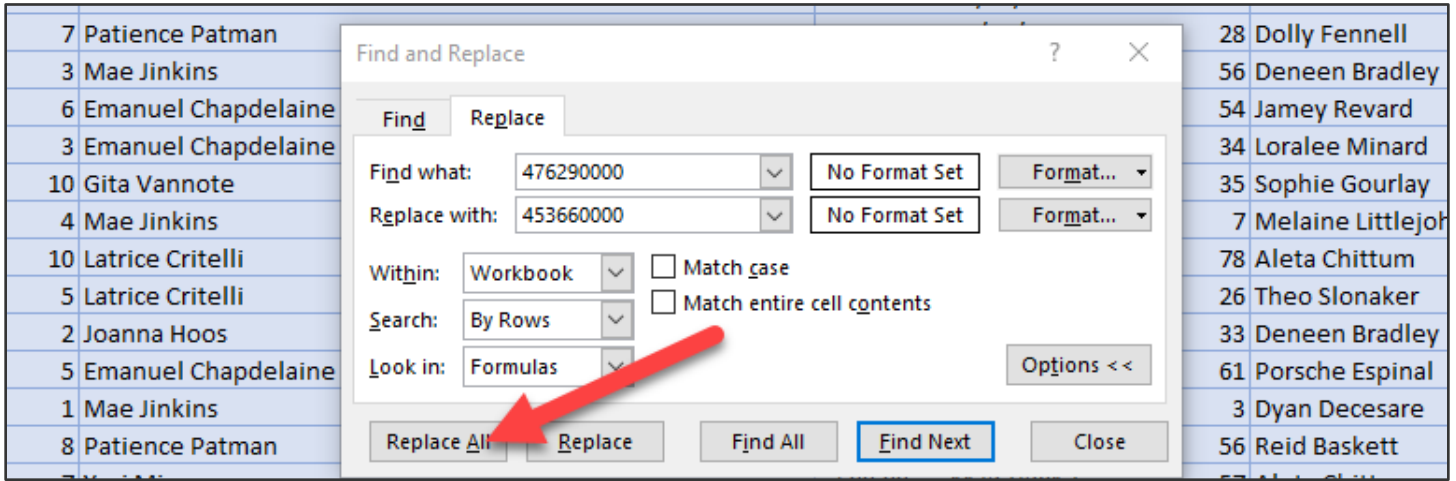 7 Patience Patman
3 Mae Jinkins
6 Emanuel Chapdelaine
3 Emanuel Chapdelaine
10 Gita Vannote
4 Mae Jinkins
10 Latrice Critelli
5 Latrice Critelli
2 Joanna Hoos
5 Emanuel Chapdelaine
1 Mae Jinkins
8 Patience Patman
Find and Replace ? ×
Find Replace
Find what: 476290000 No Format Set Format...
Replace with: 453660000 No Format Set Format...
Within: Workbook Match case
Match entire cell contents
Search: By Rows
Look in: Formulas Options <<
Replace All Replace Find All Find Next Close
28 Dolly Fennell
56 Deneen Bradley
54 Jamey Revard
34 Loralee Minard
35 Sophie Gourlay
7 Melaine Littlejoh
78 Aleta Chittum
26 Theo Slonaker
33 Deneen Bradley
61 Porsche Espinal
3 Dyan Decesare
56 Reid Baskett